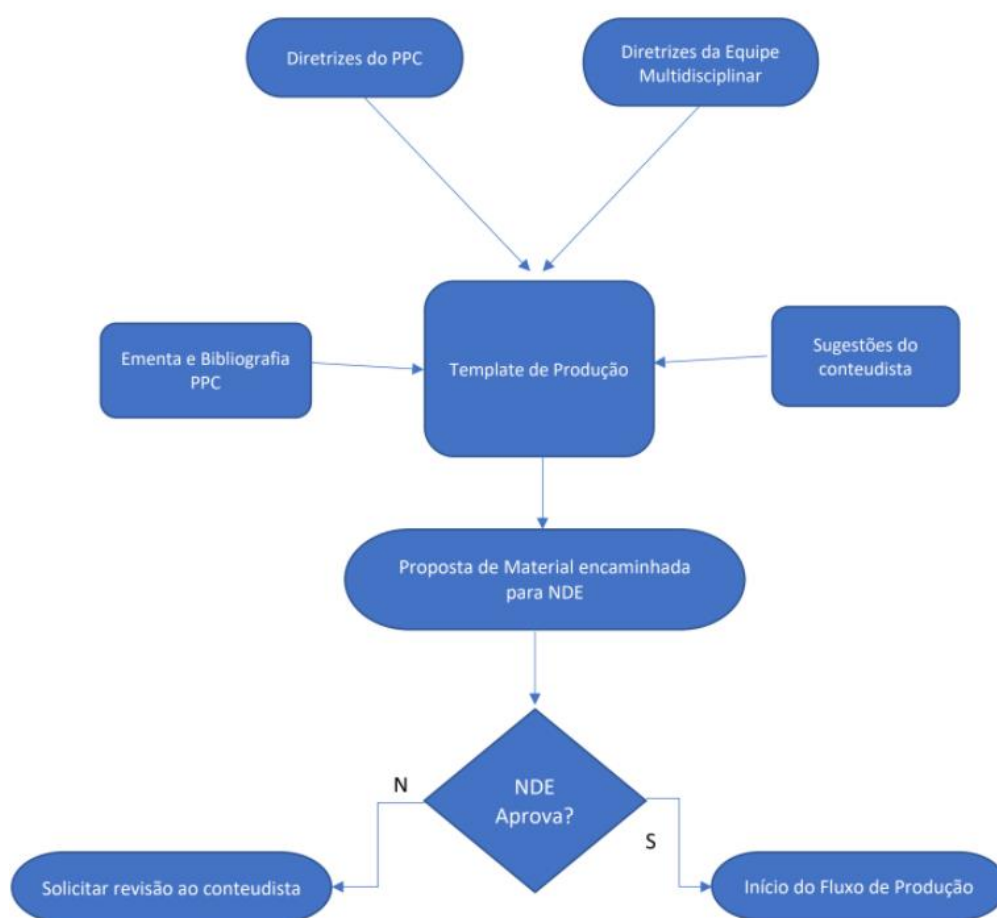 Diretrizes do PPC
Diretrizes da Equipe
Multidisciplinar
Ementa e Bibliografia
PPC
Template de Produção
Sugestões do
conteudista
Proposta de Material encaminhada
para NDE
NDE
Aprova?
N
S
Solicitar revisão ao conteudista
Início do Fluxo de Produção